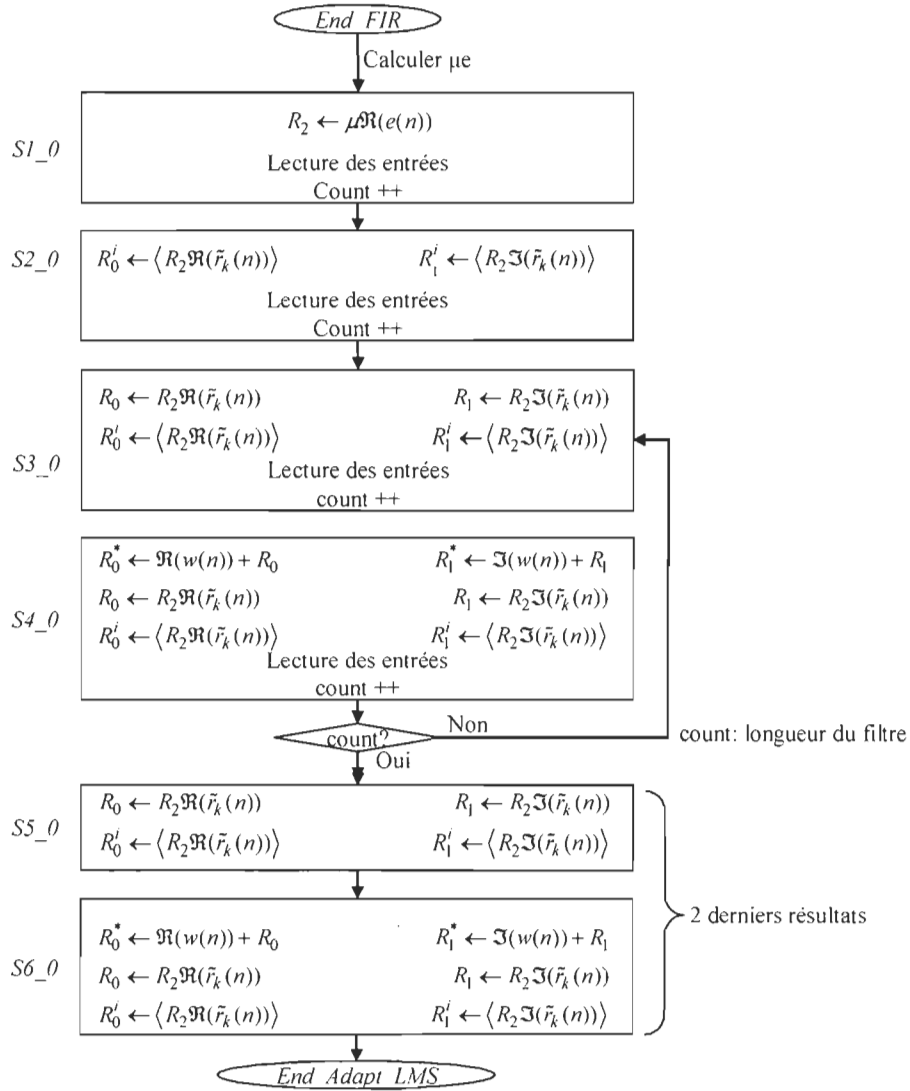 End FIR
Calculer µe
S1_0
R₂ ← µℜ(e(n))
Lecture des entrées
Count ++
S2_0
R₀ⁱ ← ⟨R₂ℜ(r̃ₖ(n))⟩ R₁ⁱ ← ⟨R₂ℑ(r̃ₖ(n))⟩
Lecture des entrées
Count ++
S3_0
R₀ ← R₂ℜ(r̃ₖ(n)) R₁ ← R₂ℑ(r̃ₖ(n))
R₀ⁱ ← ⟨R₂ℜ(r̃ₖ(n))⟩ R₁ⁱ ← ⟨R₂ℑ(r̃ₖ(n))⟩
Lecture des entrées
count ++
S4_0
R₀* ← ℜ(w(n)) + R₀ R₁* ← ℑ(w(n)) + R₁
R₀ ← R₂ℜ(r̃ₖ(n)) R₁ ← R₂ℑ(r̃ₖ(n))
R₀ⁱ ← ⟨R₂ℜ(r̃ₖ(n))⟩ R₁ⁱ ← ⟨R₂ℑ(r̃ₖ(n))⟩
Lecture des entrées
count ++
count? Non
count: longueur du filtre
Oui
S5_0
R₀ ← R₂ℜ(r̃ₖ(n)) R₁ ← R₂ℑ(r̃ₖ(n))
R₀ⁱ ← ⟨R₂ℜ(r̃ₖ(n))⟩ R₁ⁱ ← ⟨R₂ℑ(r̃ₖ(n))⟩
2 derniers résultats
S6_0
R₀* ← ℜ(w(n)) + R₀ R₁* ← ℑ(w(n)) + R₁
R₀ ← R₂ℜ(r̃ₖ(n)) R₁ ← R₂ℑ(r̃ₖ(n))
R₀ⁱ ← ⟨R₂ℜ(r̃ₖ(n))⟩ R₁ⁱ ← ⟨R₂ℑ(r̃ₖ(n))⟩
End Adapt LMS